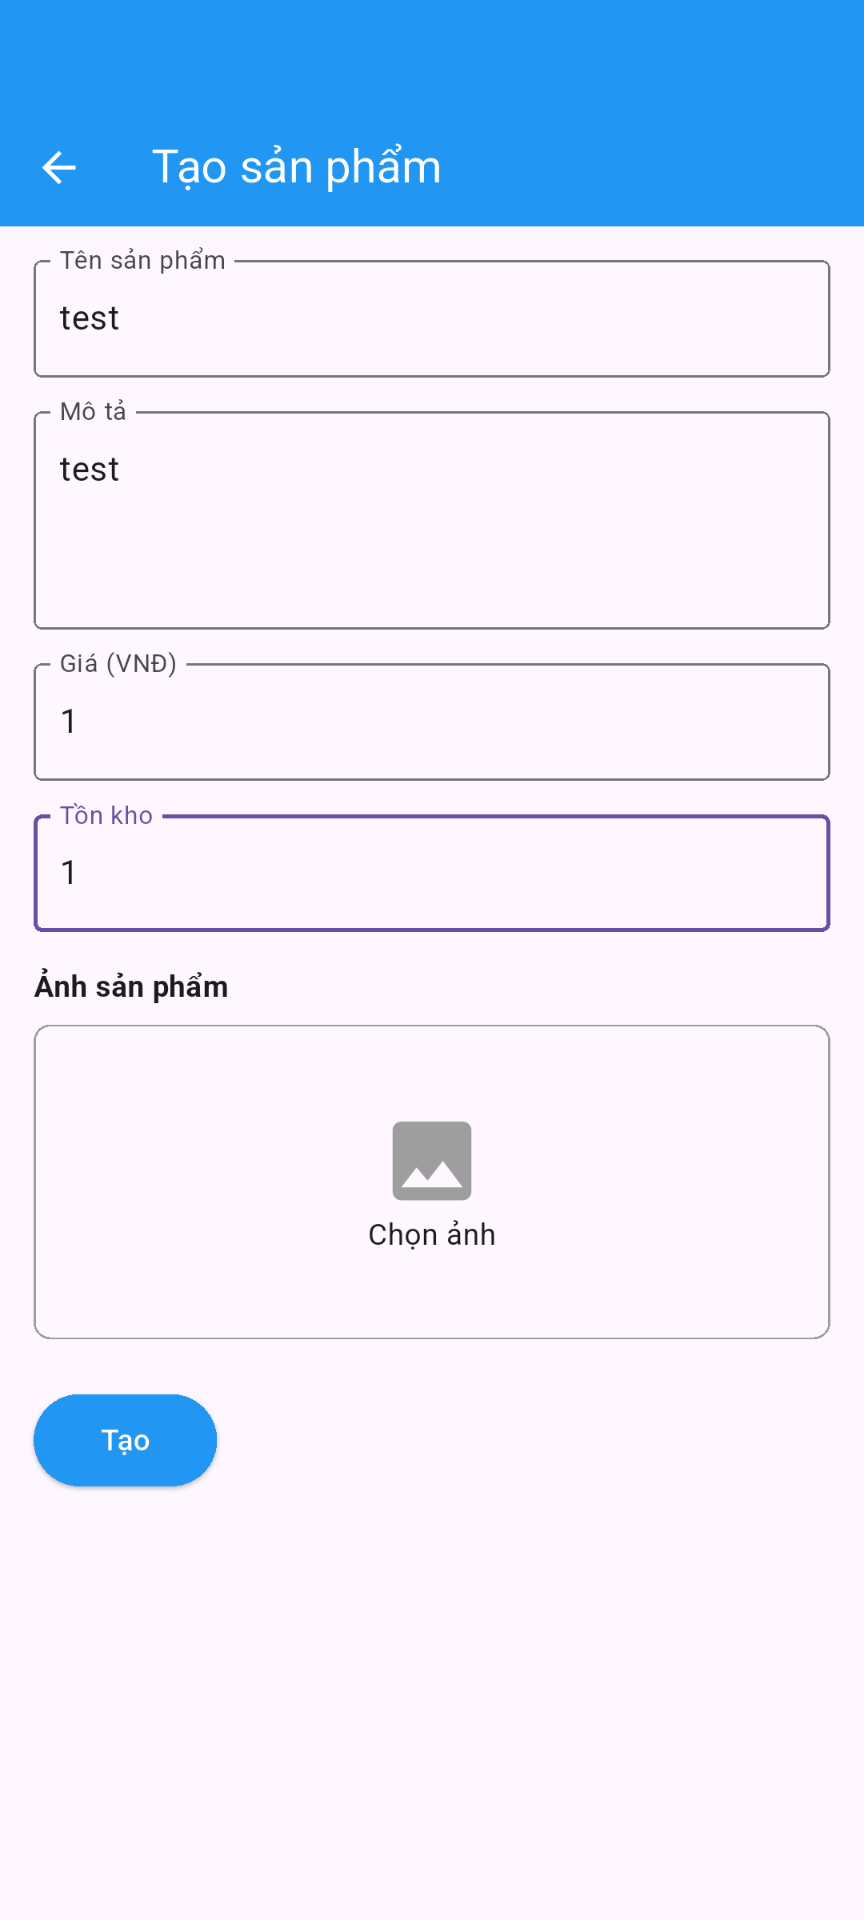 Tạo sản phẩm
Tên sản phẩm
test
Mô tả
test
Giá (VNĐ)
1
Tồn kho
1
Ảnh sản phẩm
Chọn ảnh
Tạo